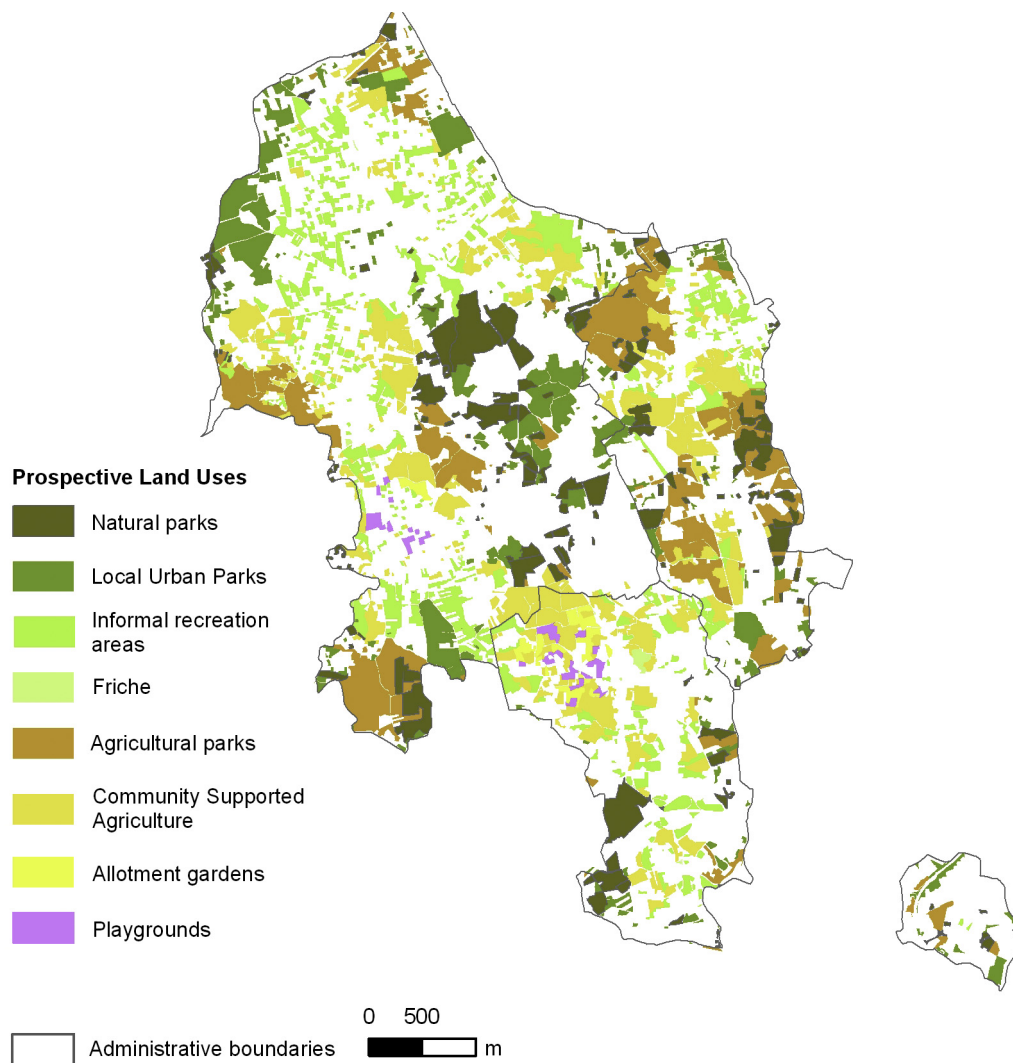 Prospective Land Uses
Natural parks
Local Urban Parks
Informal recreation
areas
Friche
Agricultural parks
Community Supported
Agriculture
Allotment gardens
Playgrounds
Administrative boundaries
0 500
m